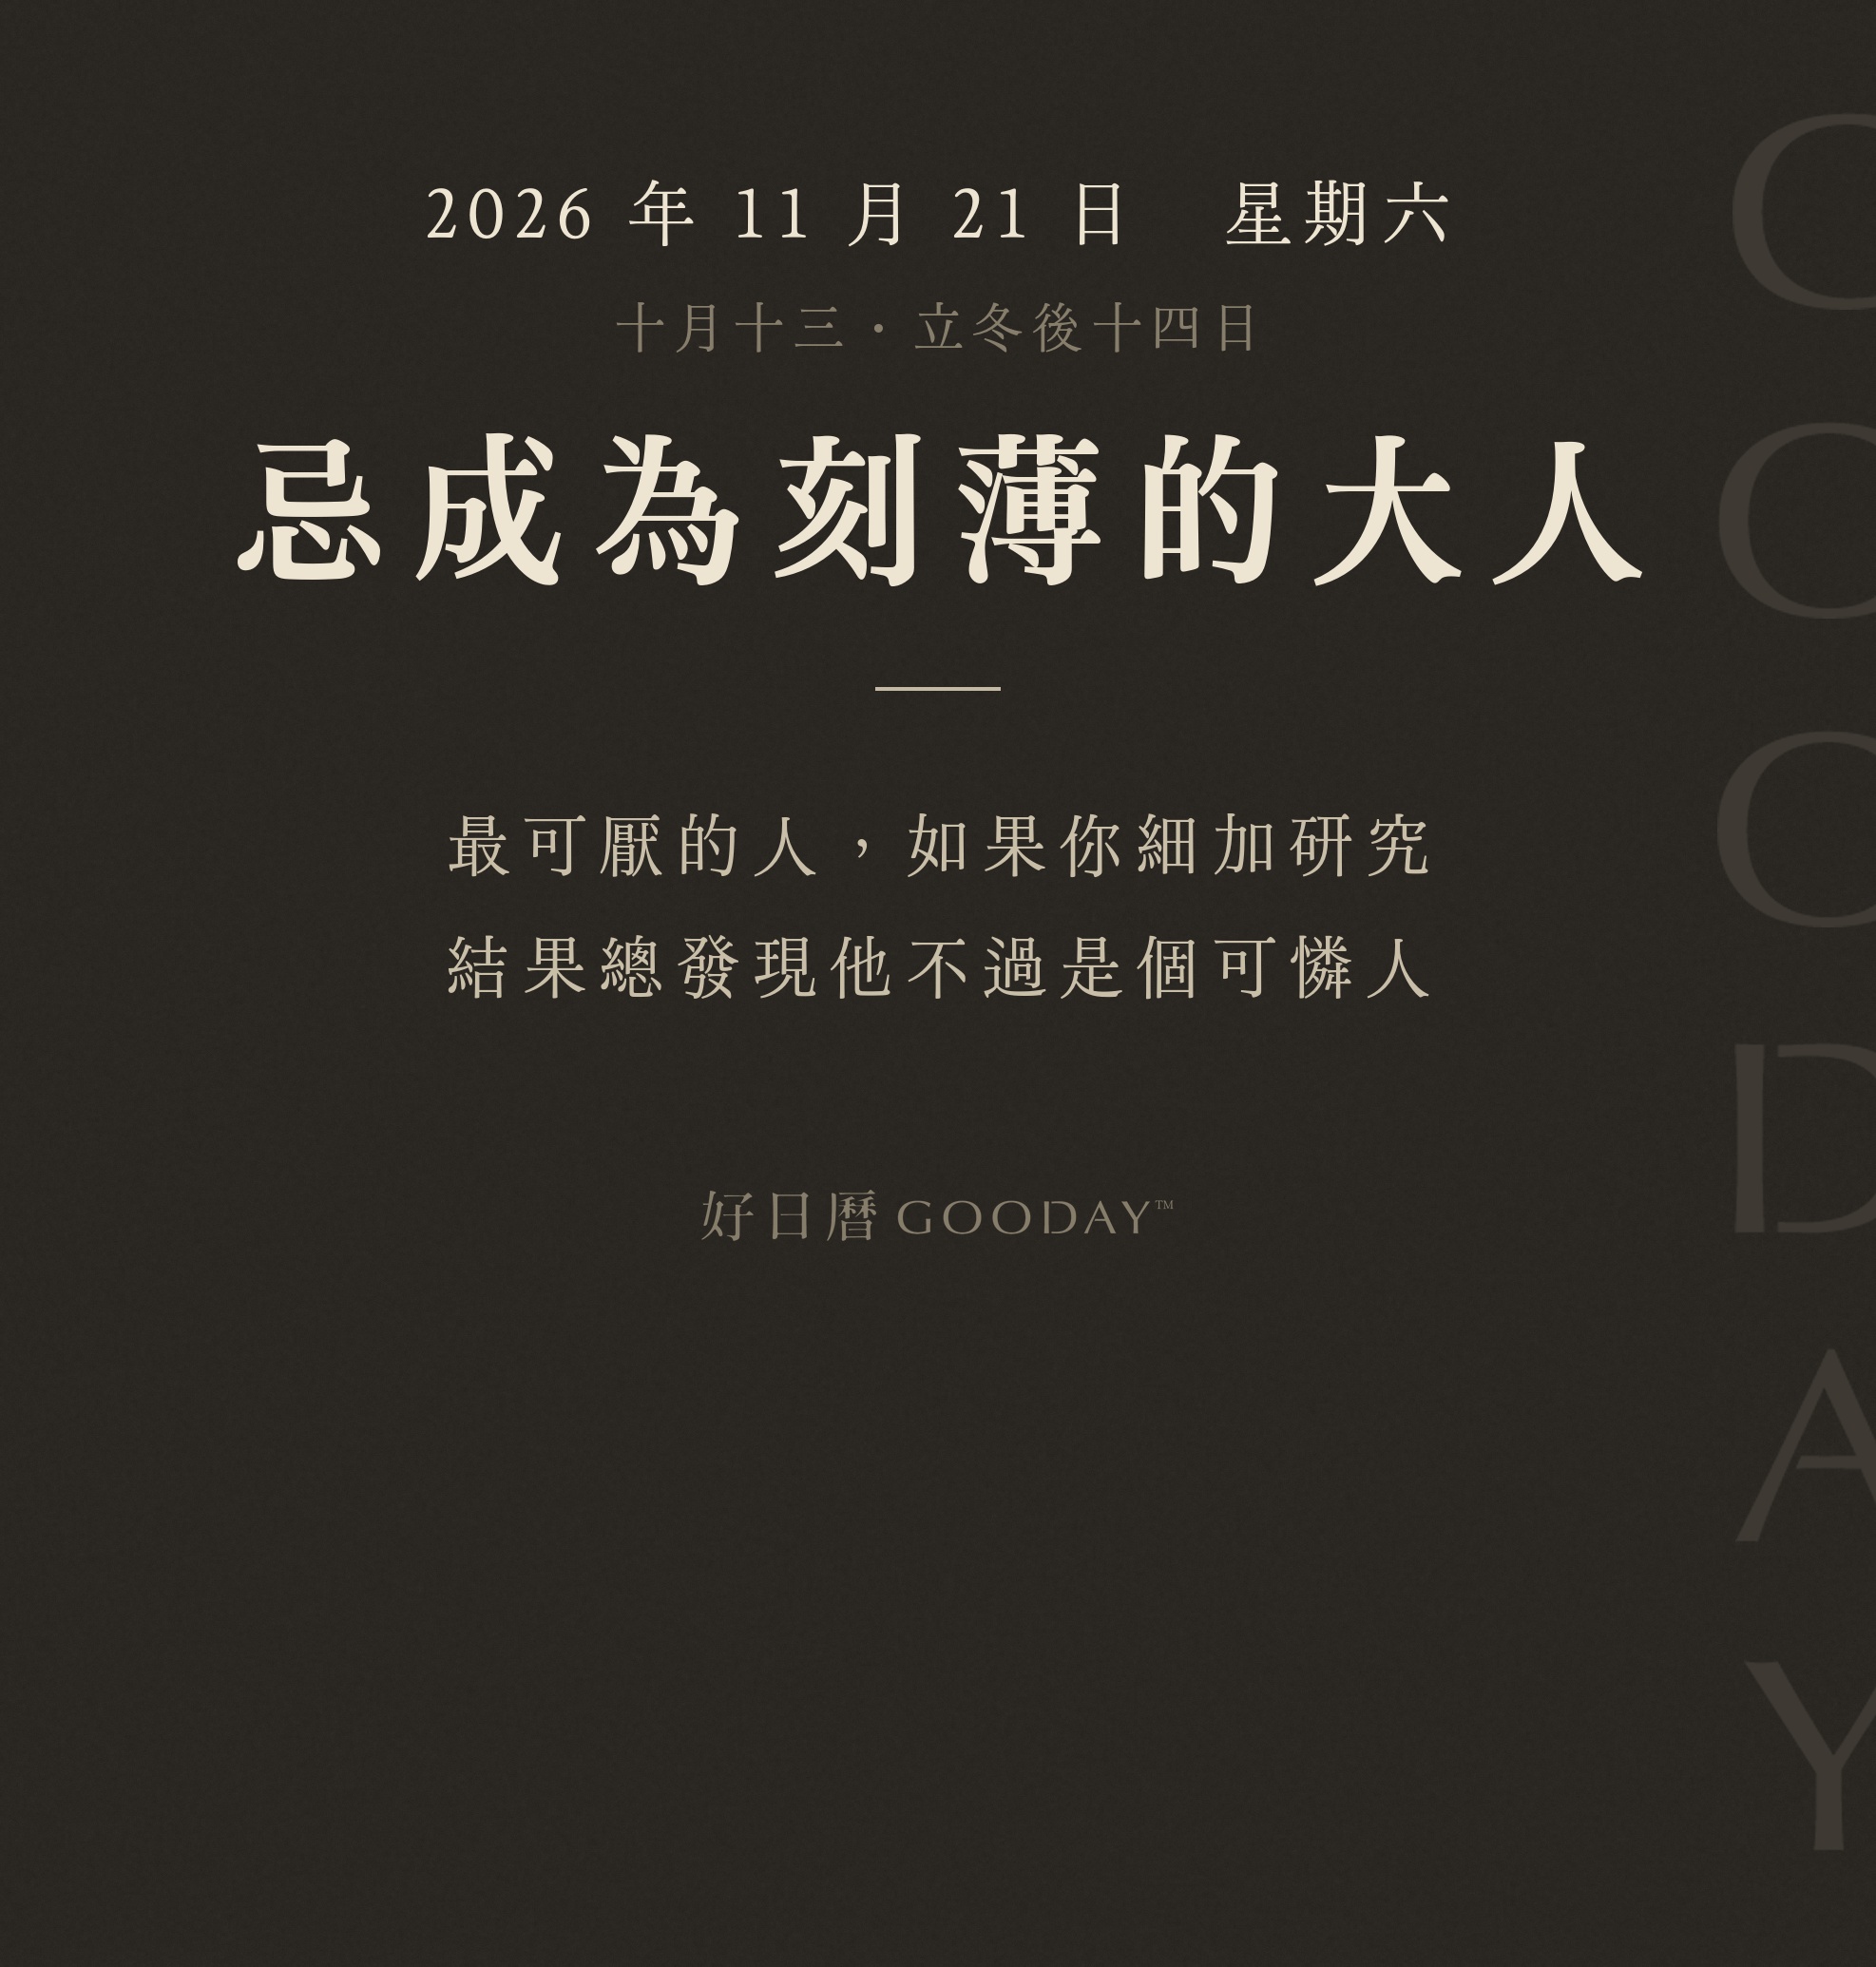 2026 年 11 月 21 日　星期六
十月十三・立冬後十四日
忌成為刻薄的大人
最可厭的人，如果你細加研究
結果總發現他不過是個可憐人
好日曆 GOODAY™
GOODAY